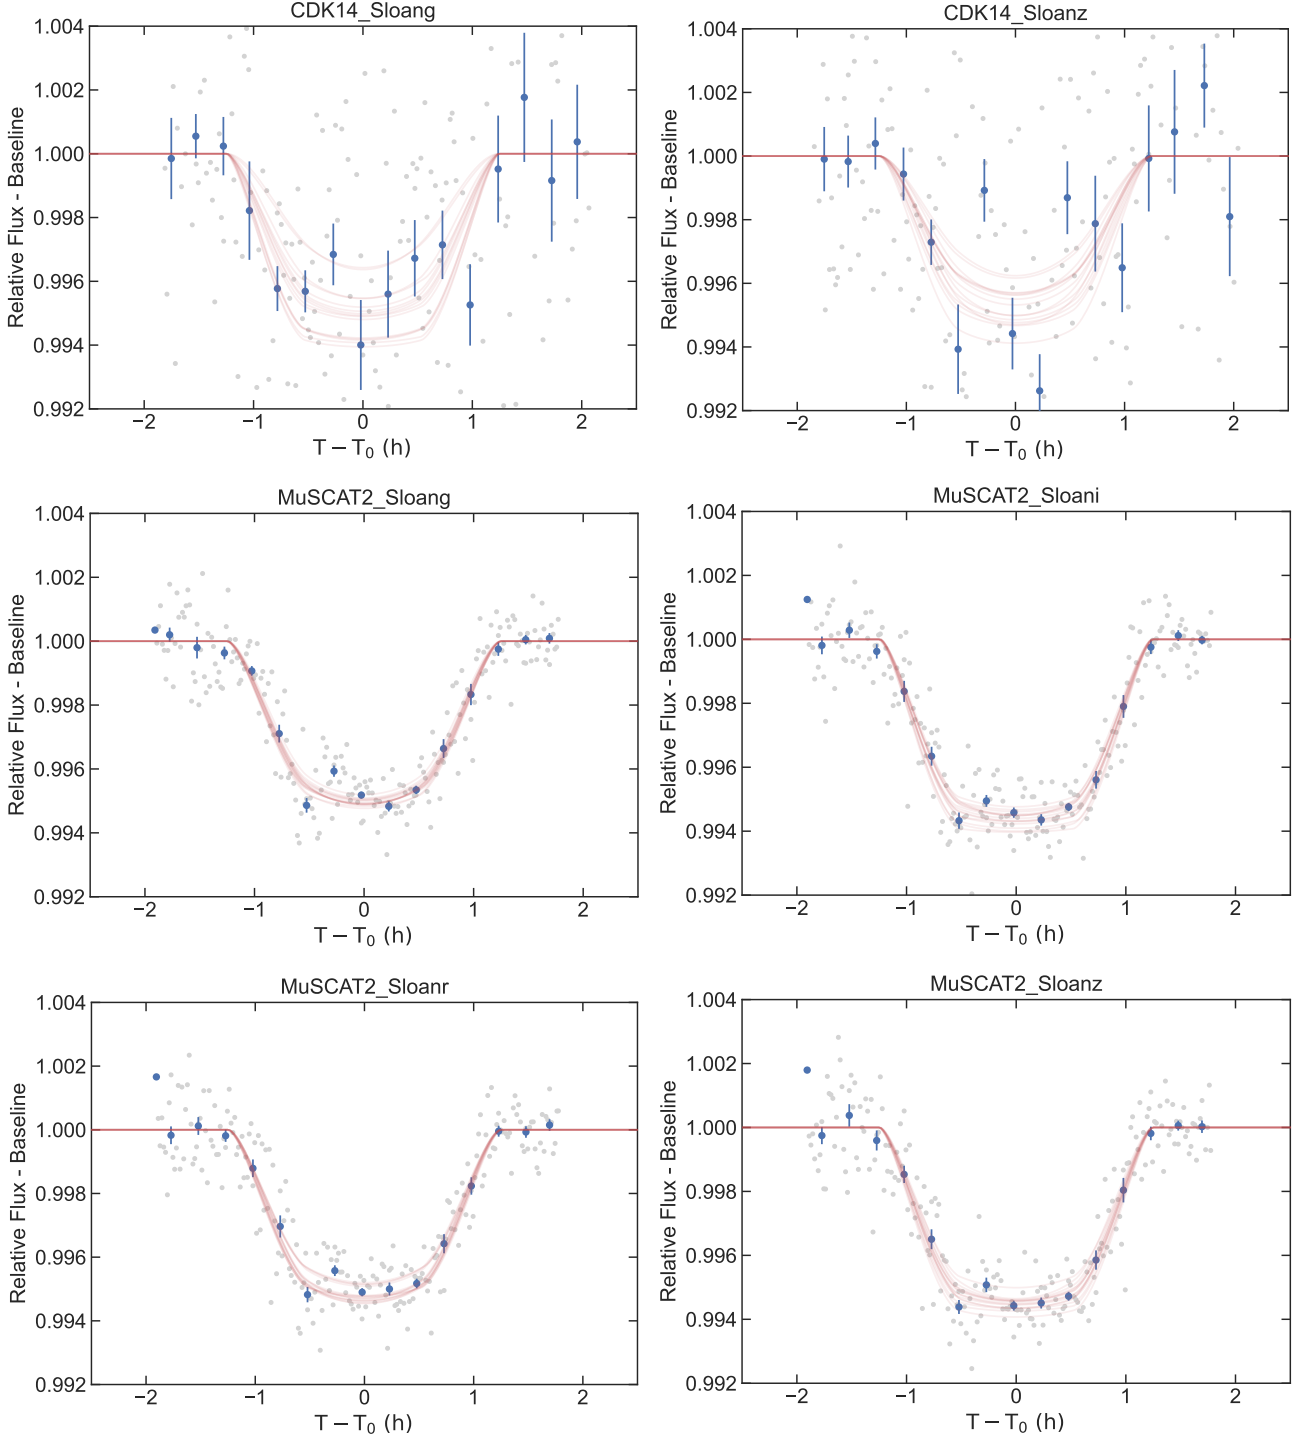 CDK14_Sloang
1.004
1.002
1.000
0.998
0.996
0.994
0.992
Relative Flux - Baseline
−2 −1 0 1 2
T − T0 (h)
CDK14_Sloanz
1.004
1.002
1.000
0.998
0.996
0.994
0.992
Relative Flux - Baseline
−2 −1 0 1 2
T − T0 (h)
MuSCAT2_Sloang
1.004
1.002
1.000
0.998
0.996
0.994
0.992
Relative Flux - Baseline
−2 −1 0 1 2
T − T0 (h)
MuSCAT2_Sloani
1.004
1.002
1.000
0.998
0.996
0.994
0.992
Relative Flux - Baseline
−2 −1 0 1 2
T − T0 (h)
MuSCAT2_Sloanr
1.004
1.002
1.000
0.998
0.996
0.994
0.992
Relative Flux - Baseline
−2 −1 0 1 2
T − T0 (h)
MuSCAT2_Sloanz
1.004
1.002
1.000
0.998
0.996
0.994
0.992
Relative Flux - Baseline
−2 −1 0 1 2
T − T0 (h)